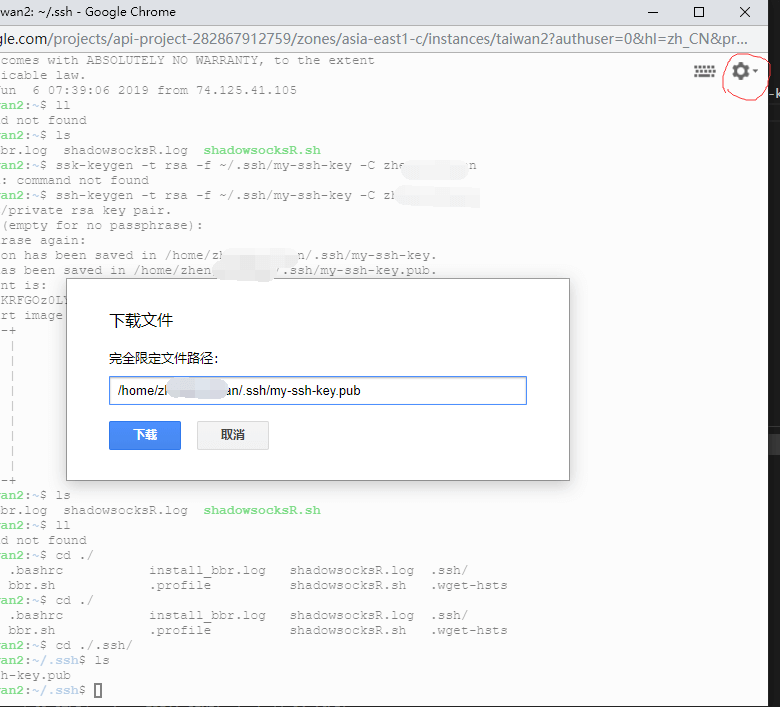 wan2: ~/.ssh - Google Chrome
gle.com/projects/api-project-282867912759/zones/asia-east1-c/instances/taiwan2?authuser=0&hl=zh_CN&pr...
comes with ABSOLUTELY NO WARRANTY, to the extent
icable law.
un  6 07:39:06 2019 from 74.125.41.105
an2:~$ ll
d not found
an2:~$ ls
br.log  shadowsocksR.log  shadowsocksR.sh
an2:~$ ssk-keygen -t rsa -f ~/.ssh/my-ssh-key -C zhe n
: command not found
an2:~$ ssh-keygen -t rsa -f ~/.ssh/my-ssh-key -C zh
/private rsa key pair.
(empty for no passphrase):
rase again:
on has been saved in /home/z n/.ssh/my-ssh-key.
as been saved in /home/zhen /.ssh/my-ssh-key.pub.
nt is:
KRFGOz0L
rt image
-+
|
|
|
|
|
|
|
|
|
-+
下载文件
完全限定文件路径:
/home/z an/.ssh/my-ssh-key.pub
下载 取消
an2:~$ ls
br.log  shadowsocksR.log  shadowsocksR.sh
an2:~$ ll
d not found
an2:~$ cd ./
.bashrc           install_bbr.log   shadowsocksR.log  .ssh/
bbr.sh            .profile          shadowsocksR.sh   .wget-hsts
an2:~$ cd ./
.bashrc           install_bbr.log   shadowsocksR.log  .ssh/
bbr.sh            .profile          shadowsocksR.sh   .wget-hsts
an2:~$ cd ./.ssh/
an2:~/.ssh$ ls
h-key.pub
an2:~/.ssh$